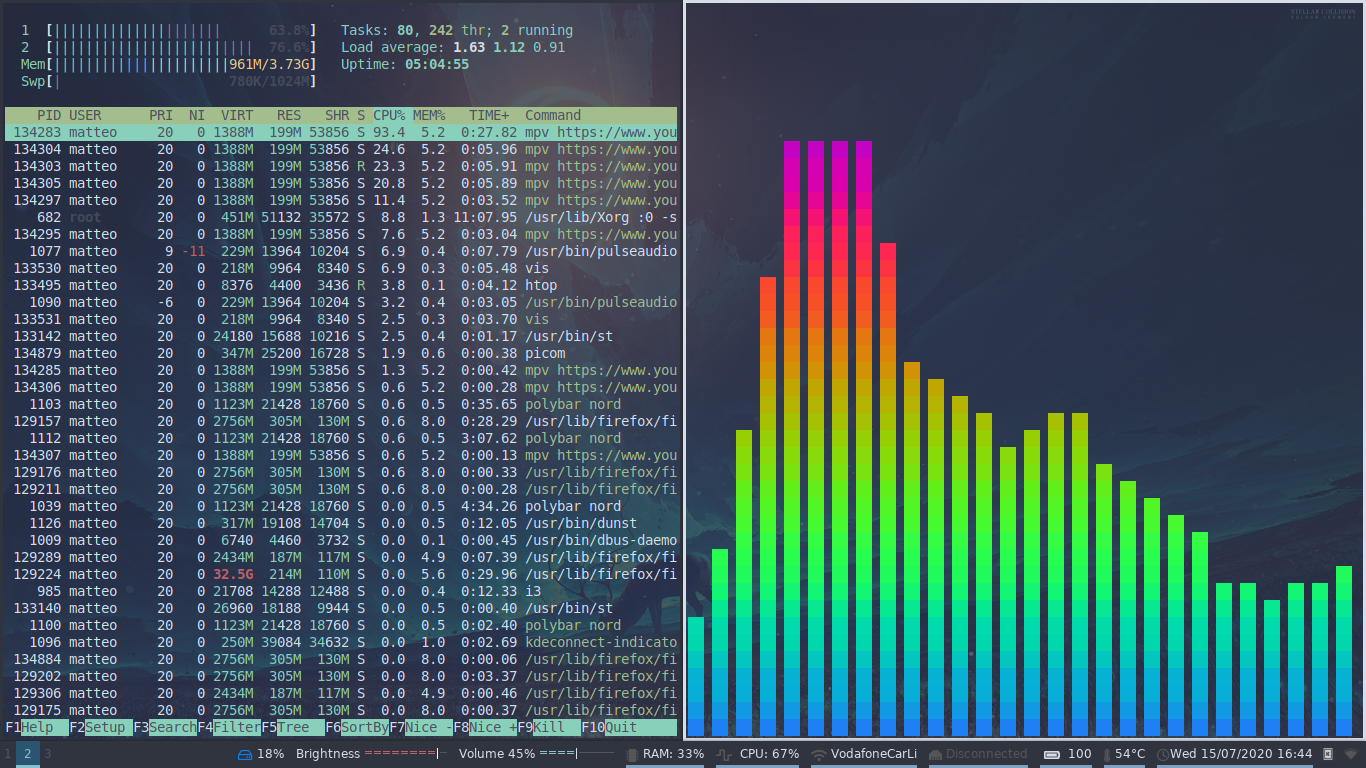 1 [|||||||||||||||||||||| 63.8%] Tasks: 80, 242 thr; 2 running
2 [|||||||||||||||||||||||||| 76.6%] Load average: 1.63 1.12 0.91
Mem[|||||||||||||||||||||||961M/3.73G] Uptime: 05:04:55
Swp[| 780K/1024M]
PID USER PRI NI VIRT RES SHR S CPU% MEM% TIME+ Command
134283 matteo 20 0 1388M 199M 53856 S 93.4 5.2 0:27.82 mpv https://www.you
134304 matteo 20 0 1388M 199M 53856 S 24.6 5.2 0:05.96 mpv https://www.you
134303 matteo 20 0 1388M 199M 53856 R 23.3 5.2 0:05.91 mpv https://www.you
134305 matteo 20 0 1388M 199M 53856 S 20.8 5.2 0:05.89 mpv https://www.you
134297 matteo 20 0 1388M 199M 53856 S 11.4 5.2 0:03.52 mpv https://www.you
682 root 20 0 451M 51132 35572 S 8.8 1.3 11:07.95 /usr/lib/Xorg :0 -s
134295 matteo 20 0 1388M 199M 53856 S 7.6 5.2 0:03.04 mpv https://www.you
1077 matteo 9 -11 229M 13964 10204 S 6.9 0.4 0:07.79 /usr/bin/pulseaudio
133530 matteo 20 0 218M 9964 8340 S 6.9 0.3 0:05.48 vis
133495 matteo 20 0 8376 4400 3436 R 3.8 0.1 0:04.12 htop
1090 matteo -6 0 229M 13964 10204 S 3.2 0.4 0:03.05 /usr/bin/pulseaudio
133531 matteo 20 0 218M 9964 8340 S 2.5 0.3 0:03.70 vis
133142 matteo 20 0 24180 15688 10216 S 2.5 0.4 0:01.17 /usr/bin/st
134879 matteo 20 0 347M 25200 16728 S 1.9 0.6 0:00.38 picom
134285 matteo 20 0 1388M 199M 53856 S 1.3 5.2 0:00.42 mpv https://www.you
134306 matteo 20 0 1388M 199M 53856 S 0.6 5.2 0:00.28 mpv https://www.you
1103 matteo 20 0 1123M 21428 18760 S 0.6 0.5 0:35.65 polybar nord
129157 matteo 20 0 2756M 305M 130M S 0.6 8.0 0:28.29 /usr/lib/firefox/fi
1112 matteo 20 0 1123M 21428 18760 S 0.6 0.5 3:07.62 polybar nord
134307 matteo 20 0 1388M 199M 53856 S 0.6 5.2 0:00.13 mpv https://www.you
129176 matteo 20 0 2756M 305M 130M S 0.6 8.0 0:00.33 /usr/lib/firefox/fi
129211 matteo 20 0 2756M 305M 130M S 0.6 8.0 0:00.28 /usr/lib/firefox/fi
1039 matteo 20 0 1123M 21428 18760 S 0.0 0.5 4:34.26 polybar nord
1126 matteo 20 0 317M 19108 14704 S 0.0 0.5 0:12.05 /usr/bin/dunst
1009 matteo 20 0 6740 4460 3732 S 0.0 0.1 0:00.45 /usr/bin/dbus-daemo
129289 matteo 20 0 2434M 187M 117M S 0.0 4.9 0:07.39 /usr/lib/firefox/fi
129224 matteo 20 0 32.5G 214M 110M S 0.0 5.6 0:29.96 /usr/lib/firefox/fi
985 matteo 20 0 21708 14288 12488 S 0.0 0.4 0:12.33 i3
133140 matteo 20 0 26960 18188 9944 S 0.0 0.5 0:00.40 /usr/bin/st
1100 matteo 20 0 1123M 21428 18760 S 0.0 0.5 0:02.40 polybar nord
1096 matteo 20 0 250M 39084 34632 S 0.0 1.0 0:02.69 kdeconnect-indicato
134884 matteo 20 0 2756M 305M 130M S 0.0 8.0 0:00.06 /usr/lib/firefox/fi
129202 matteo 20 0 2756M 305M 130M S 0.0 8.0 0:03.37 /usr/lib/firefox/fi
129306 matteo 20 0 2434M 187M 117M S 0.0 4.9 0:00.46 /usr/lib/firefox/fi
129175 matteo 20 0 2756M 305M 130M S 0.0 8.0 0:00.37 /usr/lib/firefox/fi
F1Help F2Setup F3SearchF4FilterF5Tree F6SortByF7Nice -F8Nice +F9Kill F10Quit
1 2 3 18% Brightness Volume 45% RAM: 33% CPU: 67% VodafoneCarLi Disconnected 100 54°C Wed 15/07/2020 16:44
STELLAR COLLISION